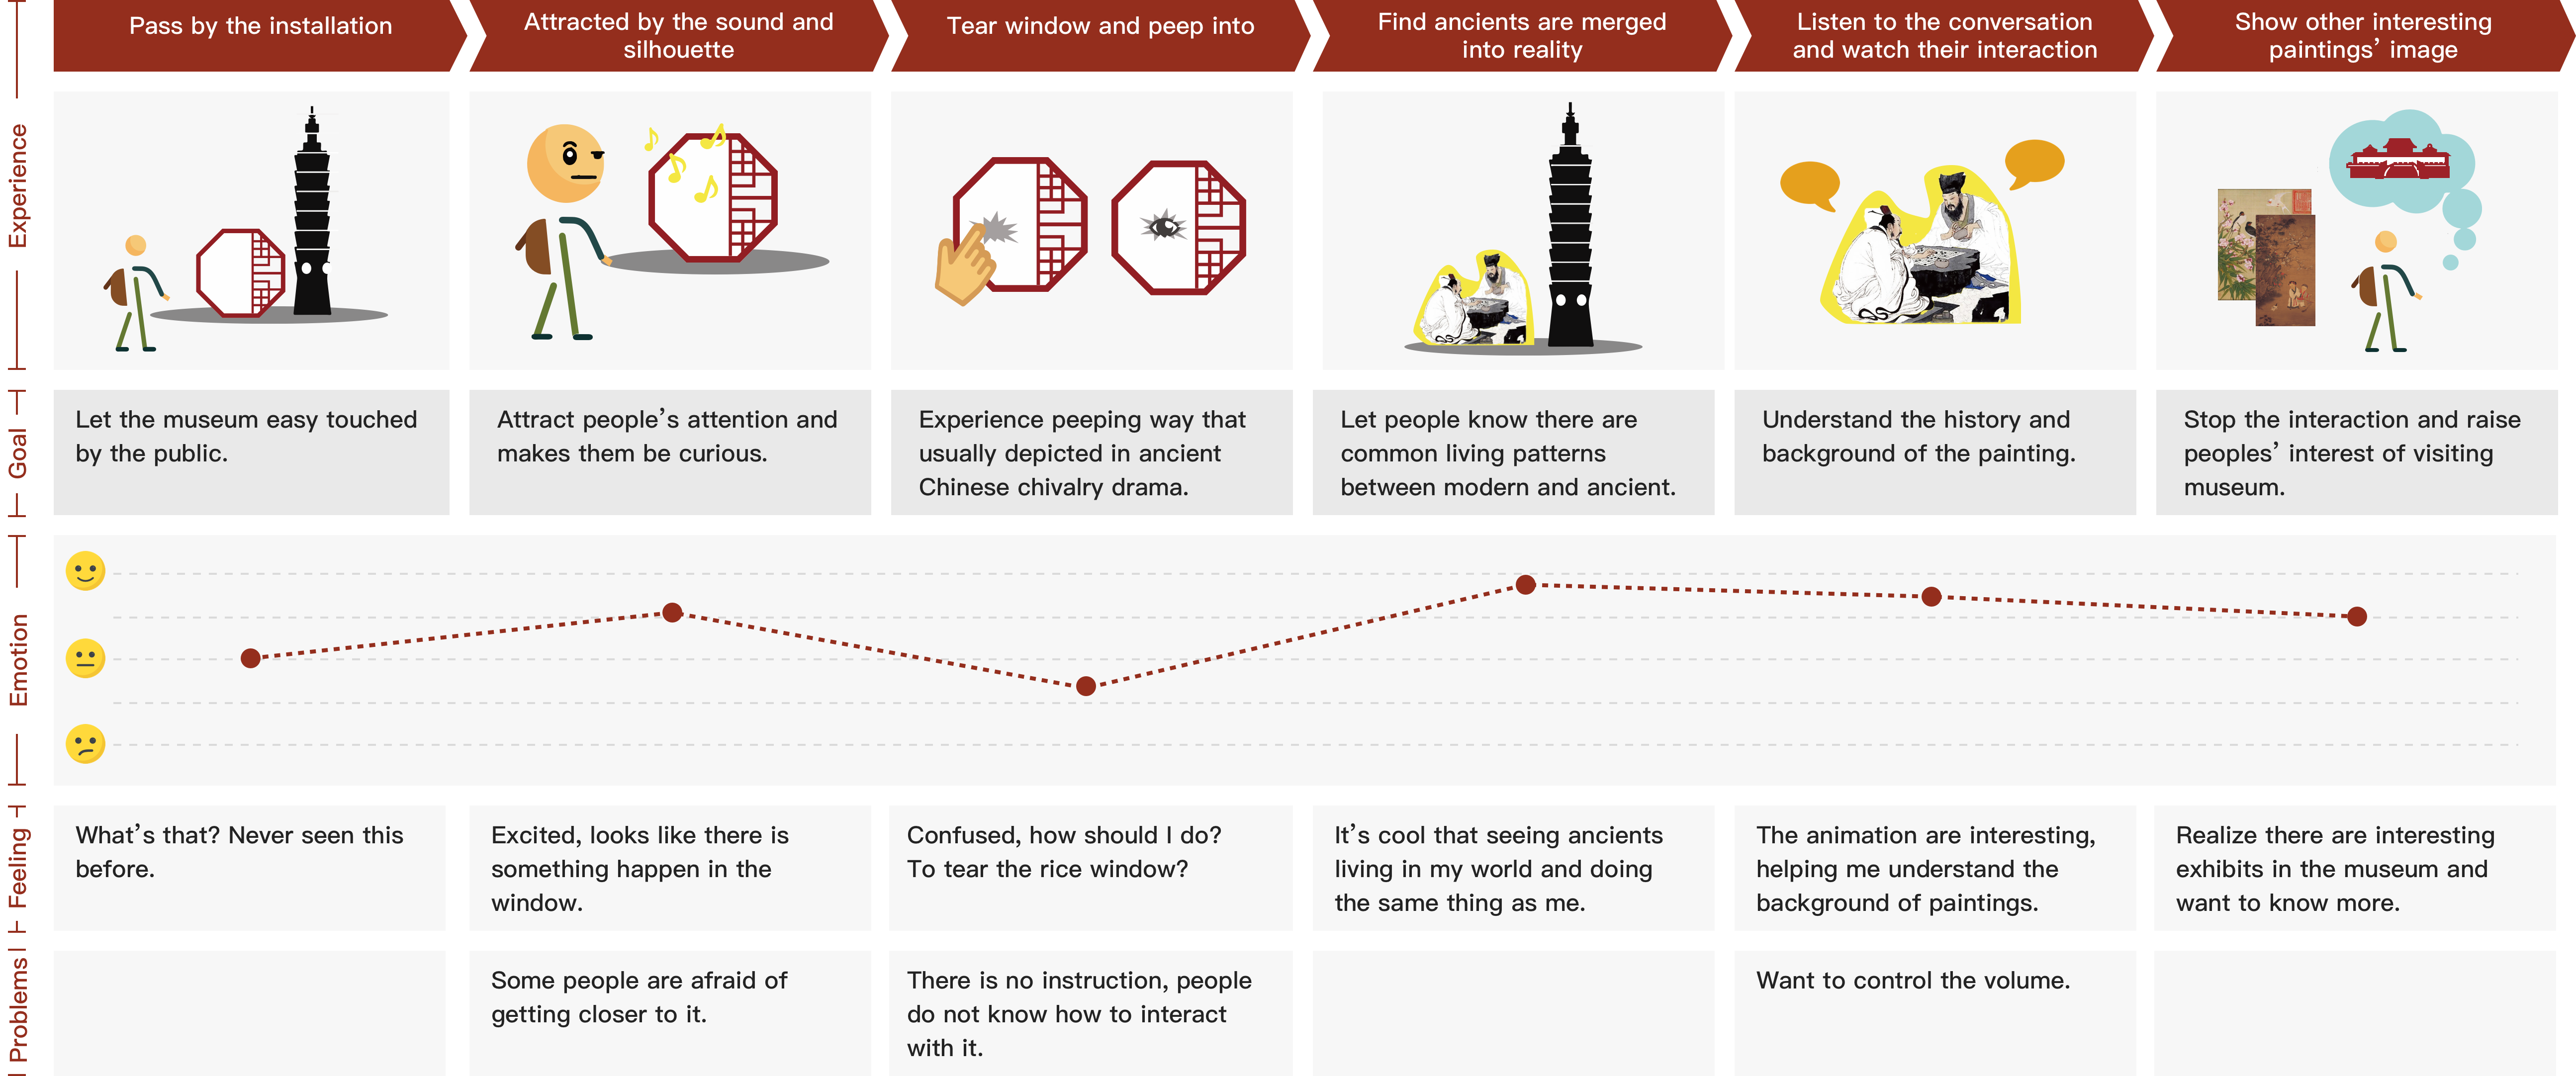 Pass by the installation
Attracted by the sound and
silhouette
Tear window and peep into
Find ancients are merged
into reality
Listen to the conversation
and watch their interaction
Show other interesting
paintings’ image
Experience
Goal
Let the museum easy touched
by the public.
Attract people’s attention and
makes them be curious.
Experience peeping way that
usually depicted in ancient
Chinese chivalry drama.
Let people know there are
common living patterns
between modern and ancient.
Understand the history and
background of the painting.
Stop the interaction and raise
peoples’ interest of visiting
museum.
Emotion
Feeling
What’s that? Never seen this
before.
Excited, looks like there is
something happen in the
window.
Confused, how should I do?
To tear the rice window?
It’s cool that seeing ancients
living in my world and doing
the same thing as me.
The animation are interesting,
helping me understand the
background of paintings.
Realize there are interesting
exhibits in the museum and
want to know more.
Problems
Some people are afraid of
getting closer to it.
There is no instruction, people
do not know how to interact
with it.
Want to control the volume.